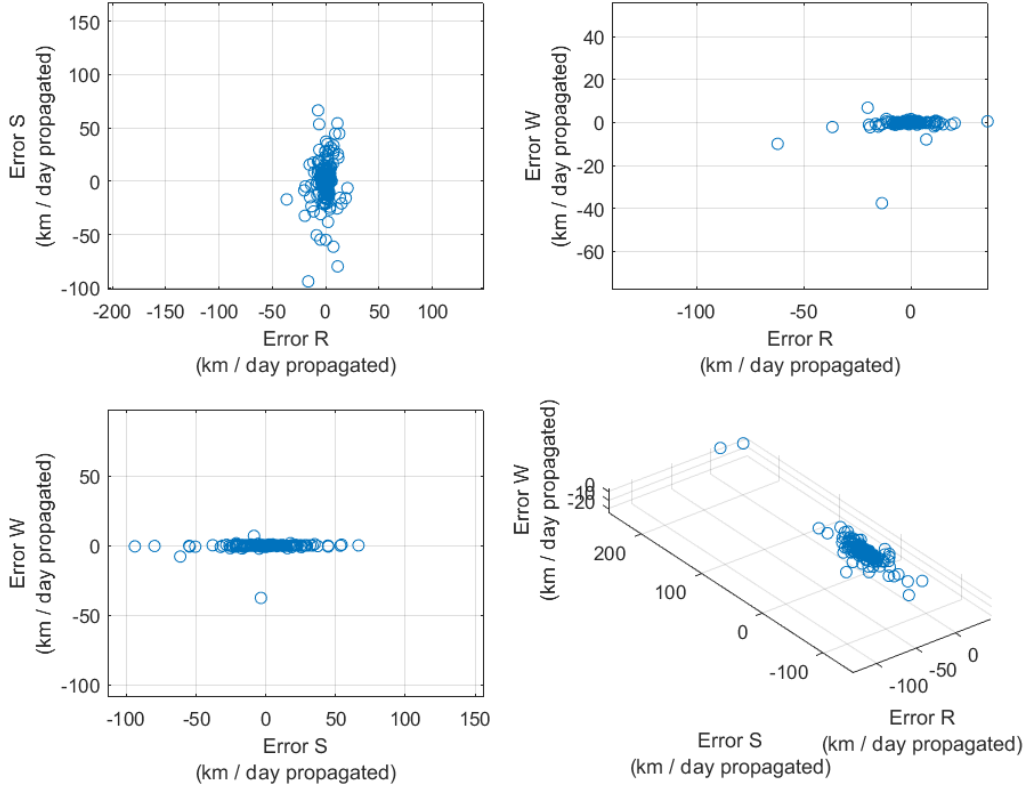 150
100
50
0
-50
-100
Error S
(km / day propagated)
-200 -150 -100 -50 0 50 100
Error R
(km / day propagated)
40
20
0
-20
-40
-60
Error W
(km / day propagated)
-100 -50 0
Error R
(km / day propagated)
50
0
-50
-100
Error W
(km / day propagated)
-100 -50 0 50 100 150
Error S
(km / day propagated)
0
-10
-20
Error W
(km / day propagated)
200
100
0
-100
Error S
(km / day propagated)
-100 -50 0
Error R
(km / day propagated)